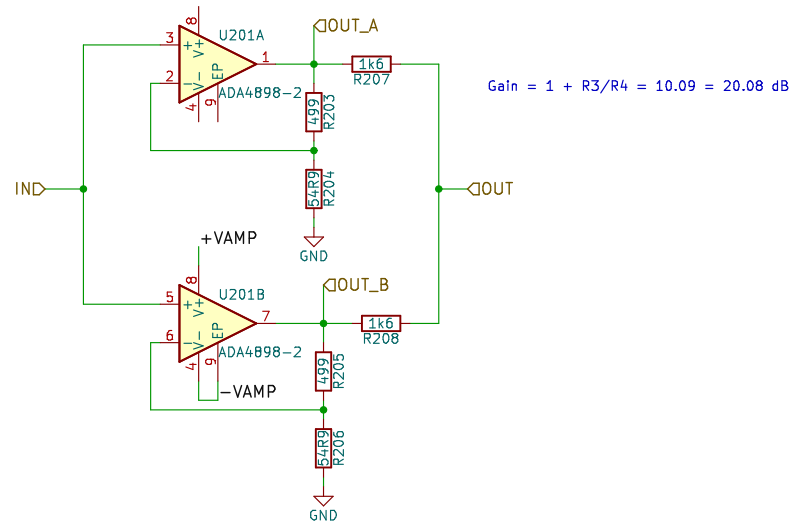 8
OUT_A
U201A
3
+
V+
1
EP
1k6
2
-
V-
R207
Gain = 1 + R3/R4 = 10.09 = 20.08 dB
ADA4898-2
4
9
499
R203
54R9
R204
IN
OUT
GND
+VAMP
8
OUT_B
U201B
5
+
V+
7
EP
1k6
6
-
V-
R208
ADA4898-2
4
9
499
R205
-VAMP
54R9
R206
GND